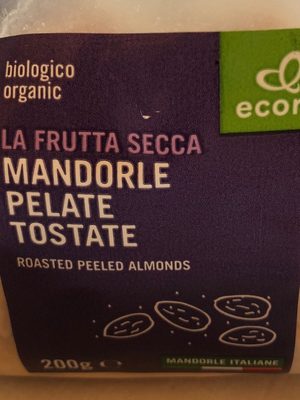 biologico
organic
LA FRUTTA SECCA
MANDORLE
PELATE
TOSTATE
ROASTED PEELED ALMONDS
200g ℮
MANDORLE ITALIANE